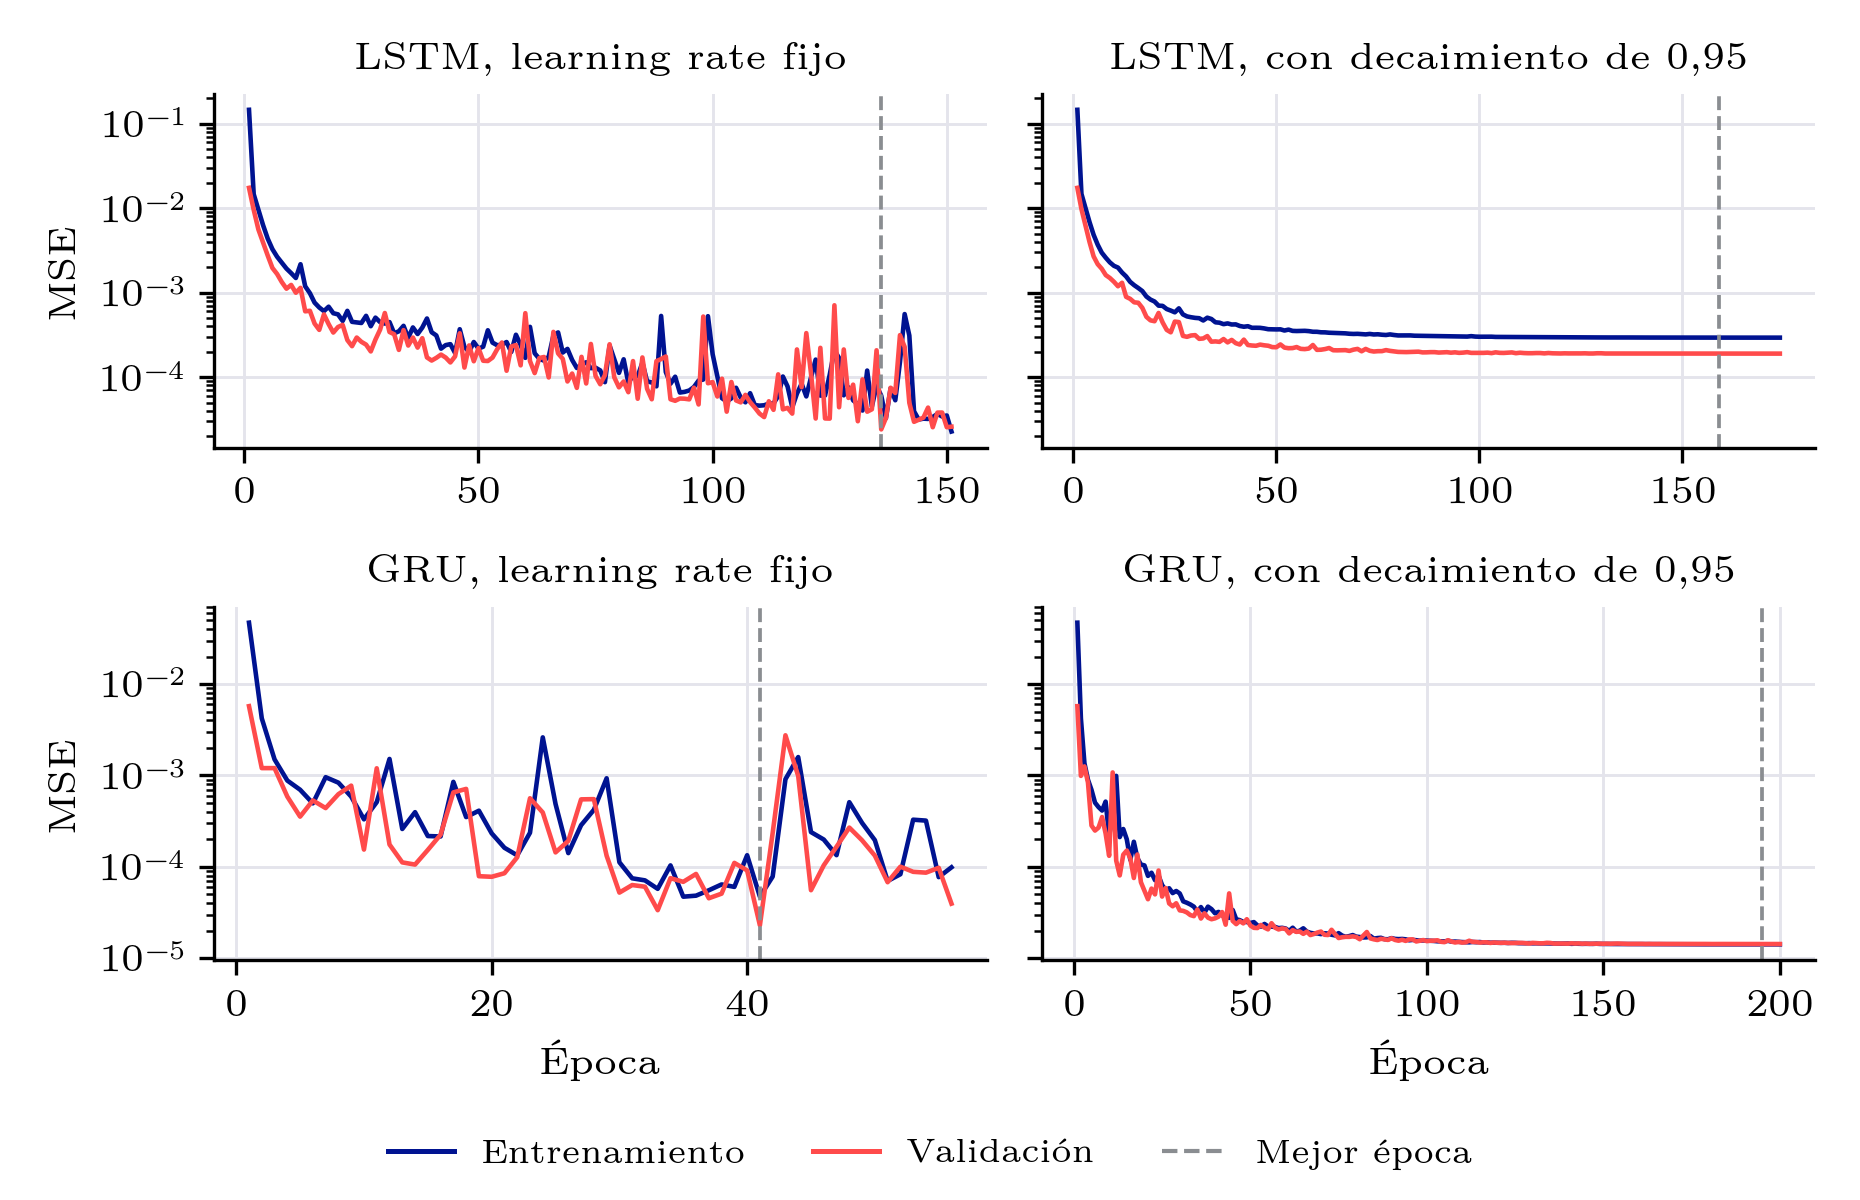 LSTM, learning rate fijo
LSTM, con decaimiento de 0,95
MSE
10⁻¹
10⁻²
10⁻³
10⁻⁴
0 50 100 150
0 50 100 150
GRU, learning rate fijo
GRU, con decaimiento de 0,95
MSE
10⁻²
10⁻³
10⁻⁴
10⁻⁵
0 20 40
0 50 100 150 200
Época
Época
Entrenamiento Validación Mejor época